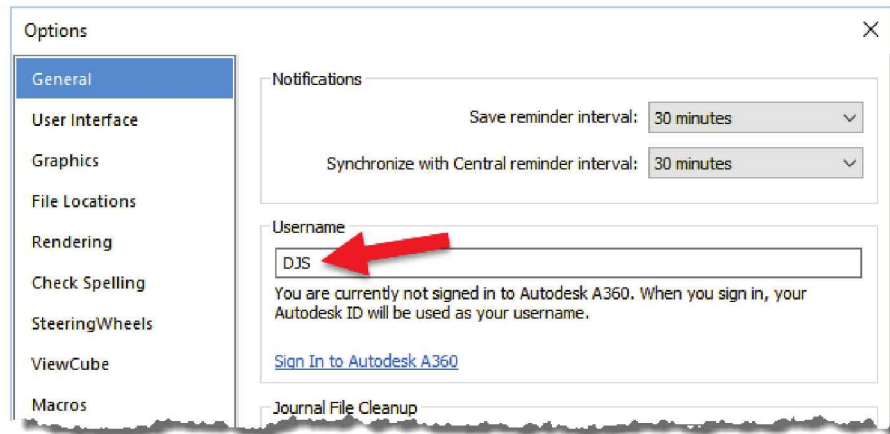 Options
General
User Interface
Graphics
File Locations
Rendering
Check Spelling
SteeringWheels
ViewCube
Macros
Notifications
Save reminder interval: 30 minutes
Synchronize with Central reminder interval: 30 minutes
Username
DJS
You are currently not signed in to Autodesk A360. When you sign in, your
Autodesk ID will be used as your username.
Sign In to Autodesk A360
Journal File Cleanup